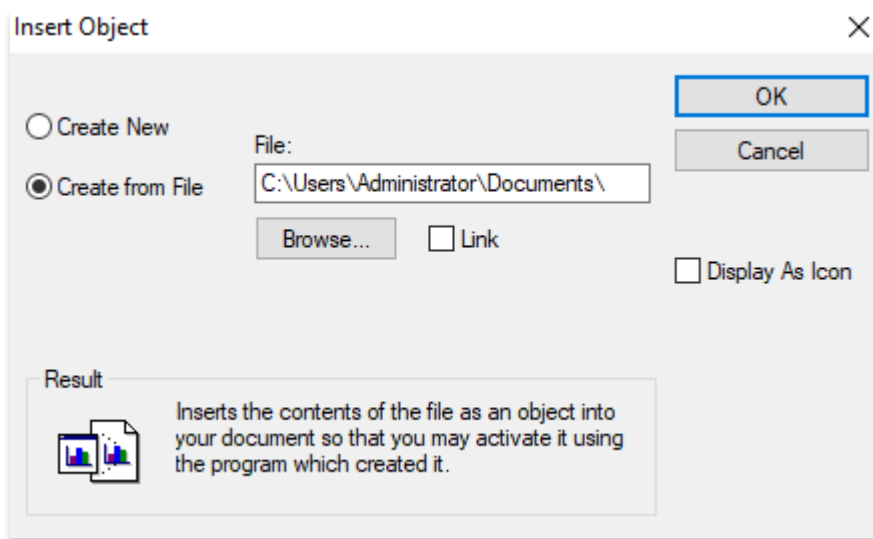 Insert Object
OK
Create New
File:
Cancel
Create from File
C:\Users\Administrator\Documents\
Browse...
Link
Display As Icon
Result
Inserts the contents of the file as an object into
your document so that you may activate it using
the program which created it.